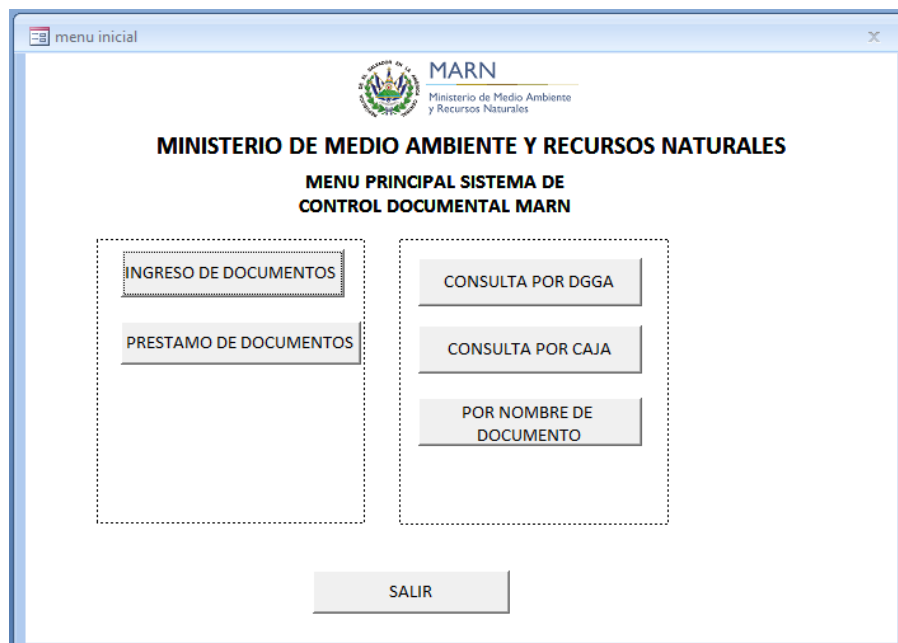 menu inicial
MARN
Ministerio de Medio Ambiente
y Recursos Naturales
MINISTERIO DE MEDIO AMBIENTE Y RECURSOS NATURALES
MENU PRINCIPAL SISTEMA DE
CONTROL DOCUMENTAL MARN
INGRESO DE DOCUMENTOS
PRESTAMO DE DOCUMENTOS
CONSULTA POR DGGA
CONSULTA POR CAJA
POR NOMBRE DE
DOCUMENTO
SALIR